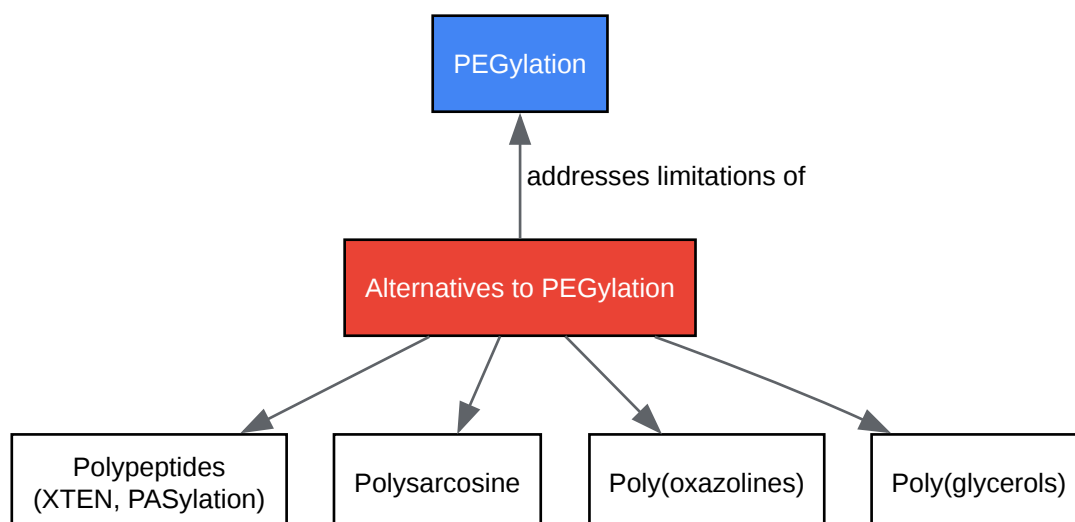 PEGylation
addresses limitations of
Alternatives to PEGylation
Polypeptides
(XTEN, PASylation)
Polysarcosine
Poly(oxazolines)
Poly(glycerols)